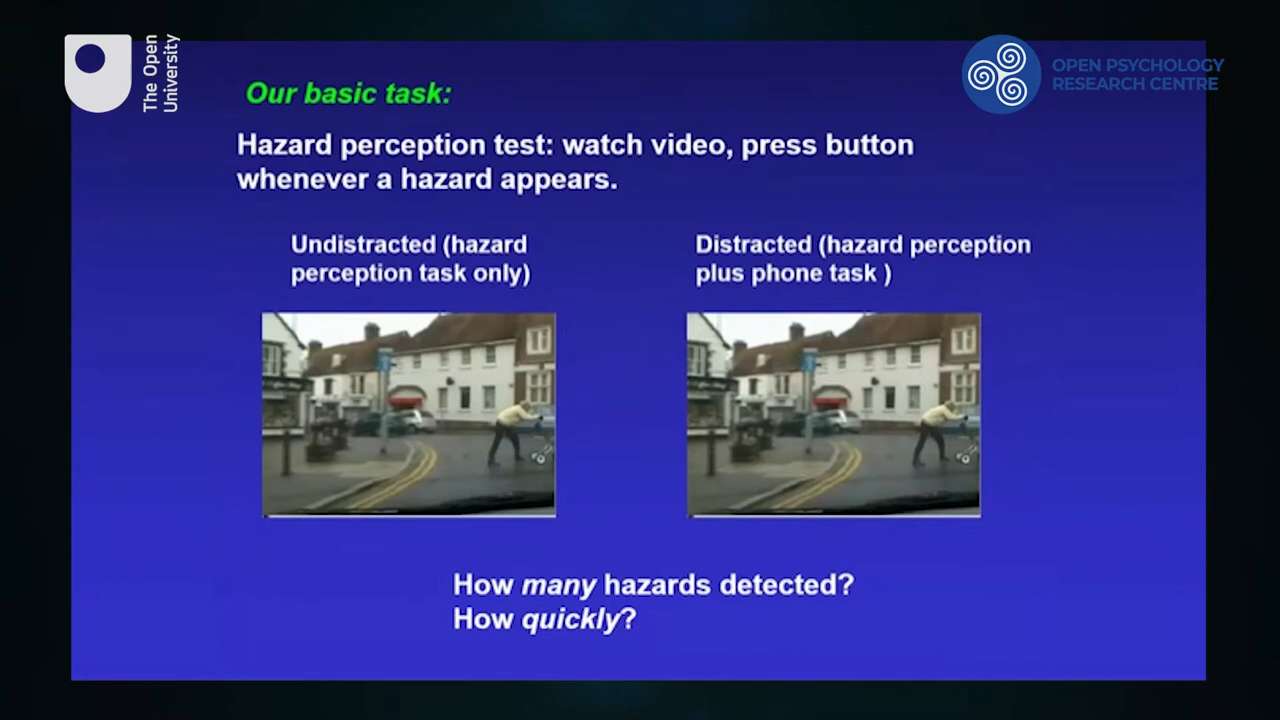 The Open
University
OPEN PSYCHOLOGY
RESEARCH CENTRE
Our basic task:
Hazard perception test: watch video, press button
whenever a hazard appears.
Undistracted (hazard
perception task only)
Distracted (hazard perception
plus phone task )
How many hazards detected?
How quickly?